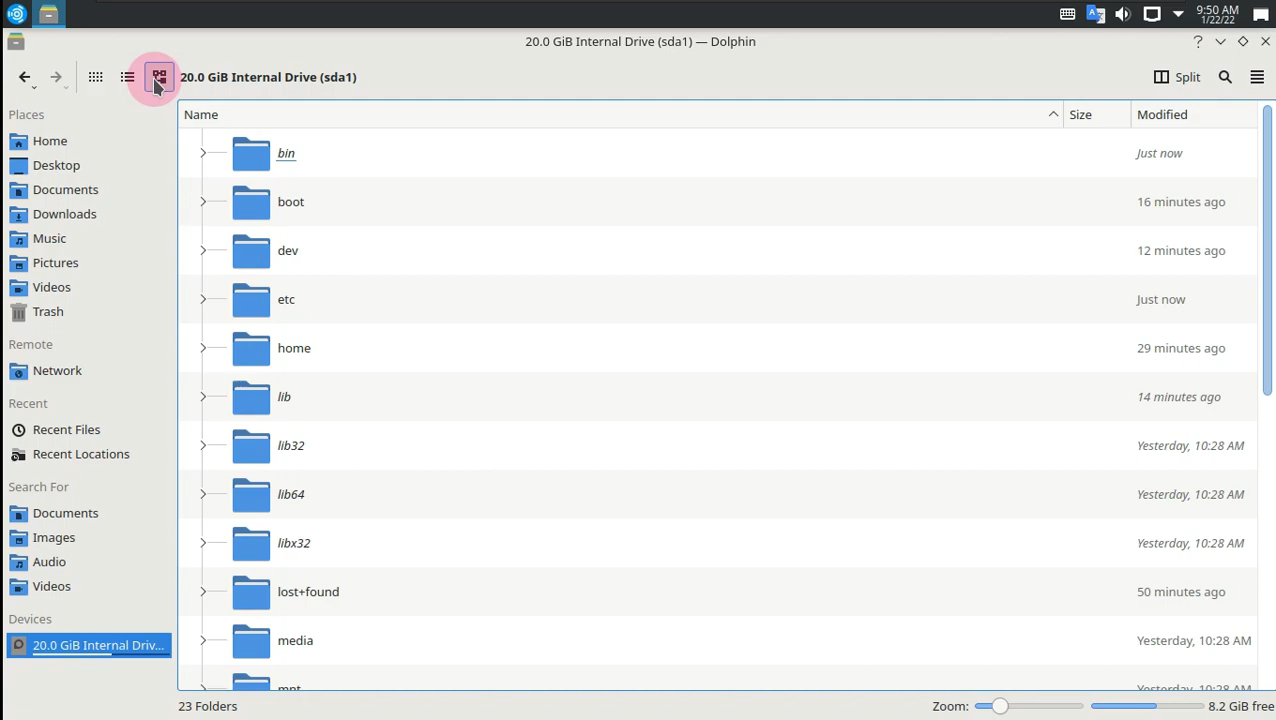 9:50 AM
1/22/22
20.0 GiB Internal Drive (sda1) — Dolphin
20.0 GiB Internal Drive (sda1)
Split
Places
Home
Desktop
Documents
Downloads
Music
Pictures
Videos
Trash
Remote
Network
Recent
Recent Files
Recent Locations
Search For
Documents
Images
Audio
Videos
Devices
20.0 GiB Internal Driv...
Name Size Modified
bin Just now
boot 16 minutes ago
dev 12 minutes ago
etc Just now
home 29 minutes ago
lib 14 minutes ago
lib32 Yesterday, 10:28 AM
lib64 Yesterday, 10:28 AM
libx32 Yesterday, 10:28 AM
lost+found 50 minutes ago
media Yesterday, 10:28 AM
mnt Yesterday, 10:28 AM
23 Folders
Zoom:
8.2 GiB free